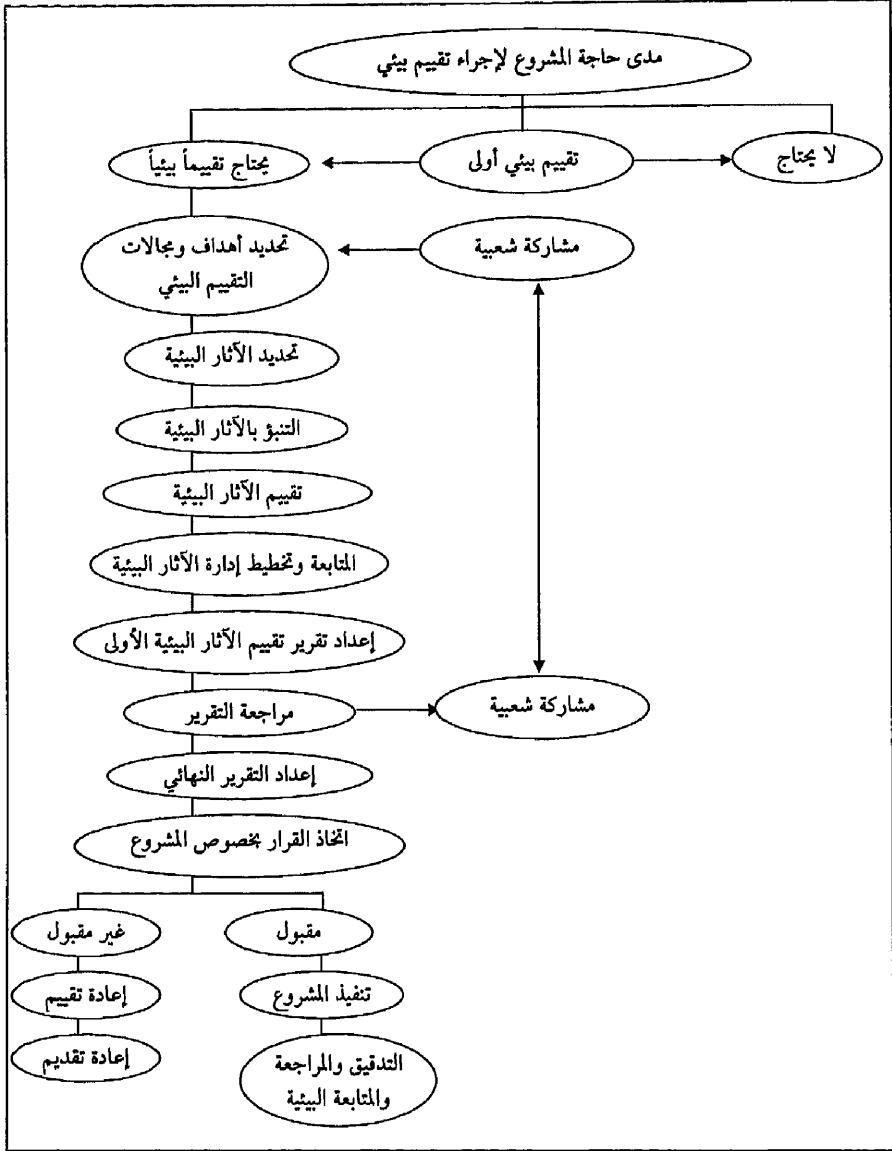 مدى حاجة المشروع لإجراء تقييم بيئي
لا يحتاج
تقييم بيئي أولى
يحتاج تقييماً بيئياً
مشاركة شعبية
تحديد أهداف ومجالات
التقييم البيئي
تحديد الآثار البيئية
التنبؤ بالآثار البيئية
تقييم الآثار البيئية
المتابعة وتخطيط إدارة الآثار البيئية
إعداد تقرير تقييم الآثار البيئية الأولى
مراجعة التقرير
مشاركة شعبية
إعداد التقرير النهائي
اتخاذ القرار بخصوص المشروع
مقبول
غير مقبول
تنفيذ المشروع
إعادة تقييم
التدقيق والمراجعة
والمتابعة البيئية
إعادة تقديم